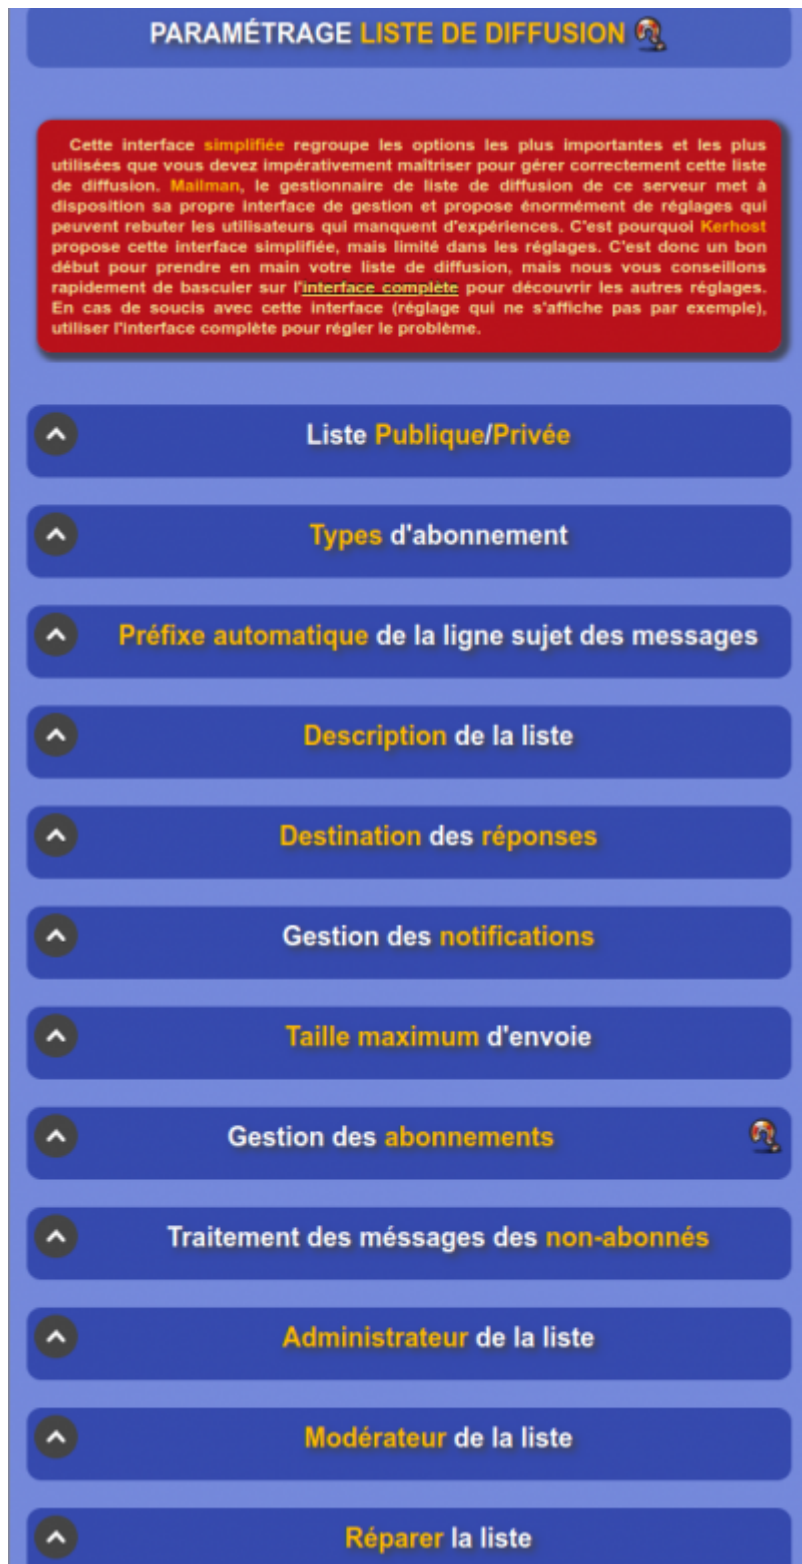 PARAMÉTRAGE LISTE DE DIFFUSION
Cette interface simplifiée regroupe les options les plus importantes et les plus
utilisées que vous devez impérativement maîtriser pour gérer correctement cette liste
de diffusion. Mailman, le gestionnaire de liste de diffusion de ce serveur met à
disposition sa propre interface de gestion et propose énormément de réglages qui
peuvent rebuter les utilisateurs qui manquent d'expériences. C'est pourquoi Kerhost
propose cette interface simplifiée, mais limité dans les réglages. C'est donc un bon
début pour prendre en main votre liste de diffusion, mais nous vous conseillons
rapidement de basculer sur l'interface complète pour découvrir les autres réglages.
En cas de soucis avec cette interface (réglage qui ne s'affiche pas par exemple),
utiliser l'interface complète pour régler le problème.
Liste Publique/Privée
Types d'abonnement
Préfixe automatique de la ligne sujet des messages
Description de la liste
Destination des réponses
Gestion des notifications
Taille maximum d'envoie
Gestion des abonnements
Traitement des méssages des non-abonnés
Administrateur de la liste
Modérateur de la liste
Réparer la liste